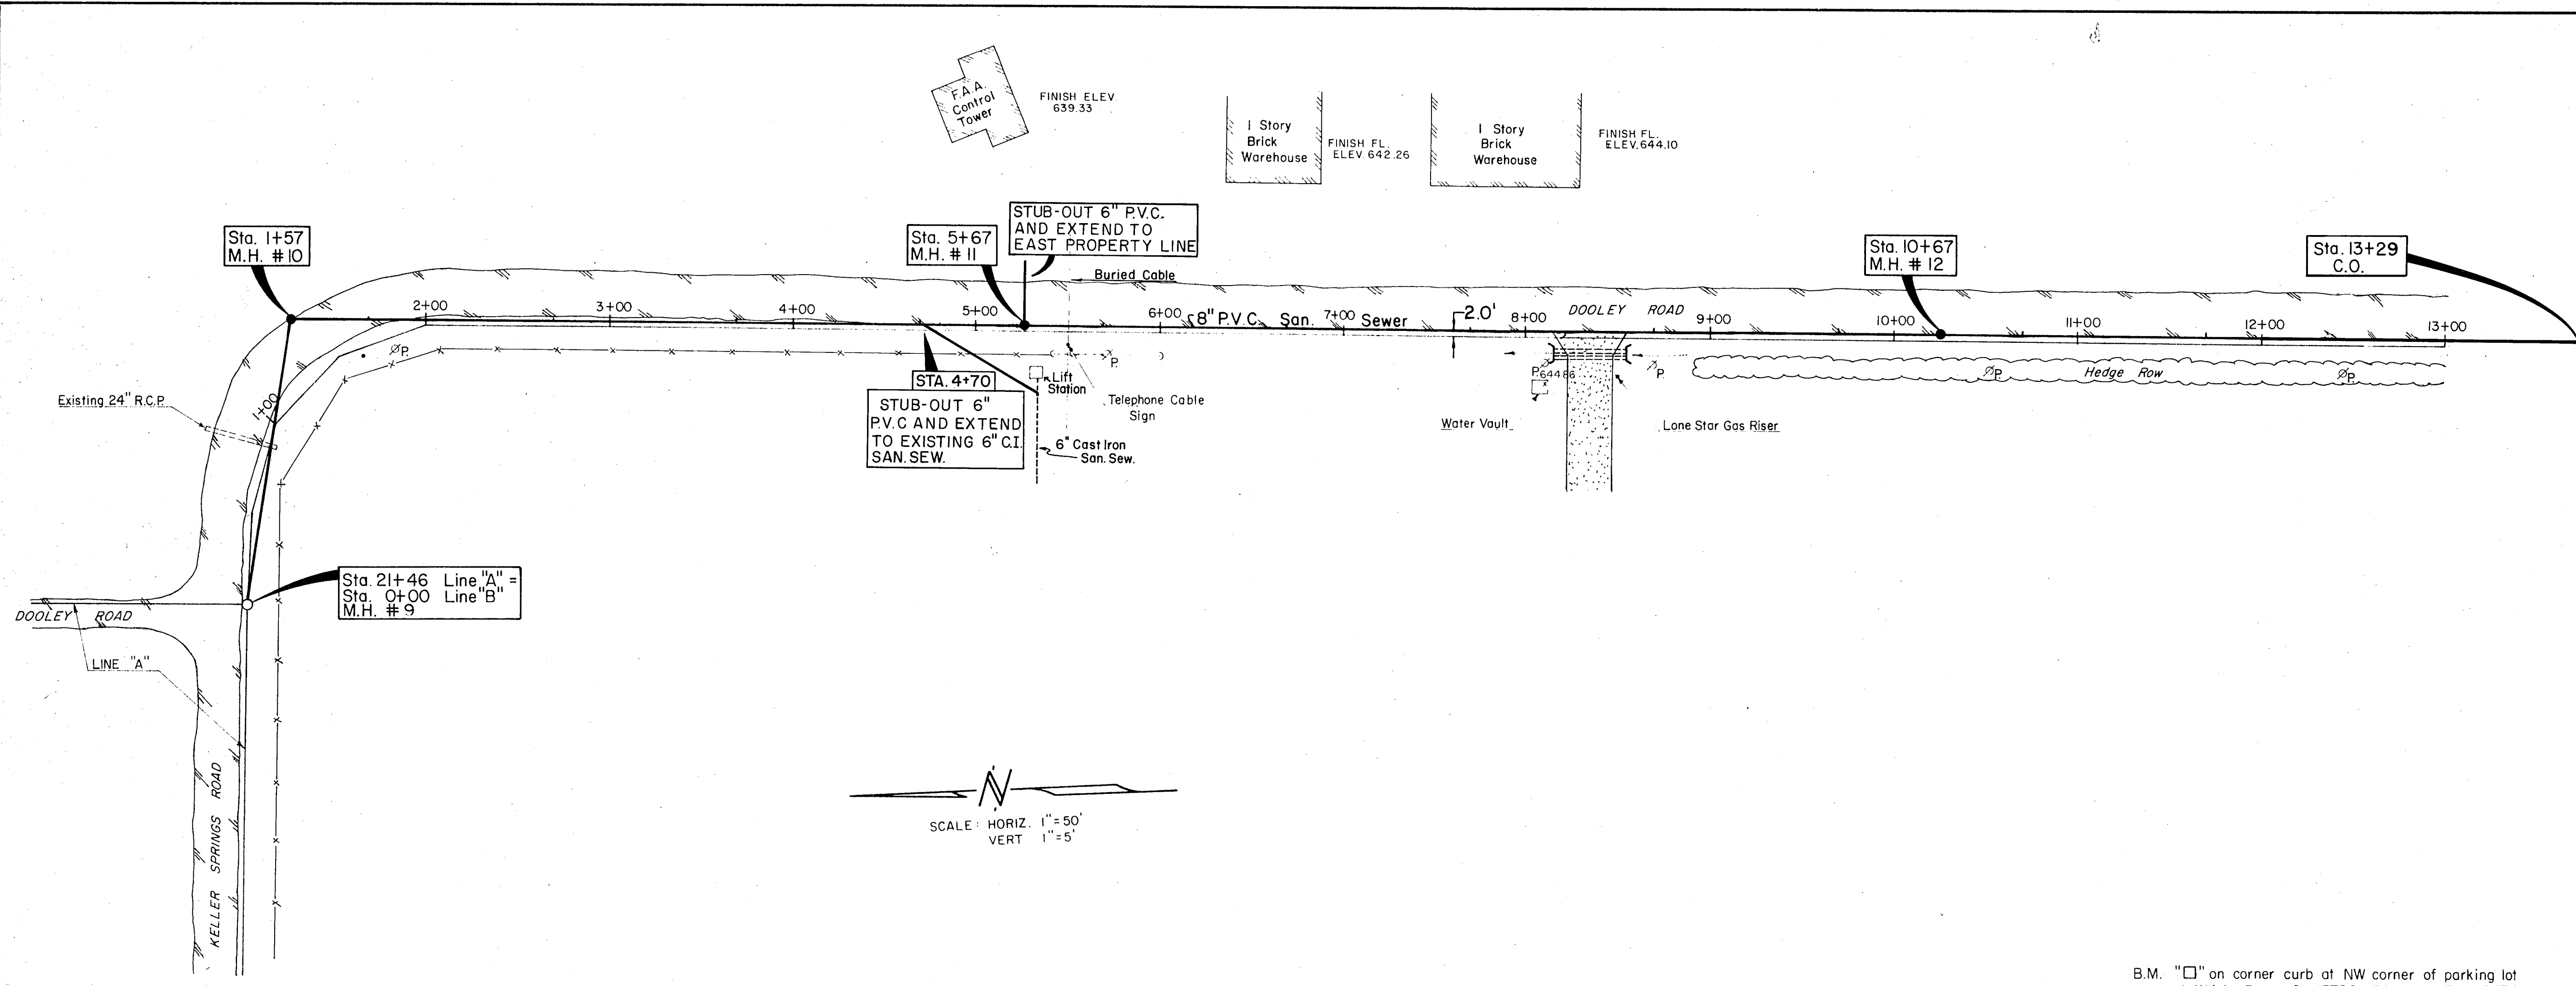 F.A.A.
Control
Tower
FINISH ELEV.
639.33
1 Story
Brick
Warehouse
FINISH FL.
ELEV. 642.26
1 Story
Brick
Warehouse
FINISH FL.
ELEV. 644.10
Sta. 1+57
M.H. #10
Sta. 5+67
M.H. #11
STUB-OUT 6" P.V.C.
AND EXTEND TO
EAST PROPERTY LINE
Buried Cable
Sta. 10+67
M.H. #12
Sta. 13+29
C.O.
2+00
3+00
4+00
5+00
6+00
8" P.V.C. San. Sewer
7+00
2.0'
8+00
DOOLEY ROAD
9+00
10+00
11+00
12+00
13+00
P.
P.
P.
P.
P.
P.
644.86
Hedge Row
STA. 4+70
Lift
Station
Telephone Cable
Sign
STUB-OUT 6"
P.V.C AND EXTEND
TO EXISTING 6" C.I.
SAN. SEW.
6" Cast Iron
San. Sew.
Water Vault
Lone Star Gas Riser
Existing 24" R.C.P.
1+00
Sta. 21+46 Line "A" =
Sta. 0+00 Line "B"
M.H. #9
DOOLEY ROAD
LINE "A"
KELLER SPRINGS ROAD
N
SCALE: HORIZ. 1"=50'
VERT 1"=5'
B.M. "□" on corner curb at NW corner of parking lot